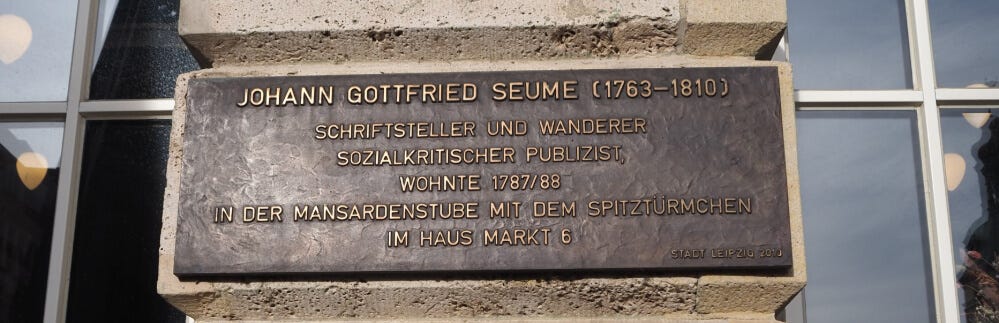 JOHANN GOTTFRIED SEUME (1763–1810)
SCHRIFTSTELLER UND WANDERER
SOZIALKRITISCHER PUBLIZIST,
WOHNTE 1787/88
IN DER MANSARDENSTUBE MIT DEM SPITZTÜRMCHEN
IM HAUS MARKT 6
STADT LEIPZIG 2010